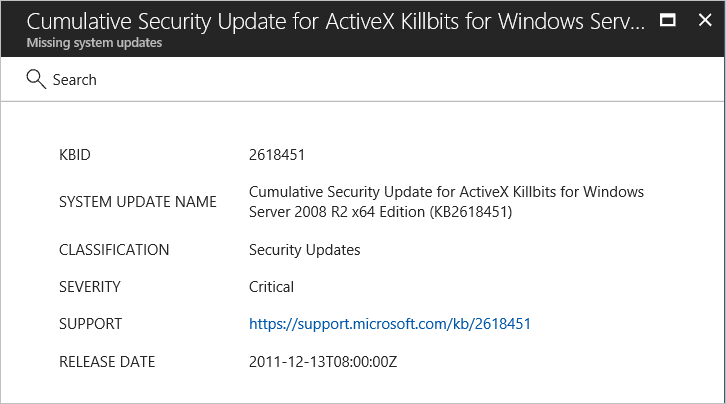 Cumulative Security Update for ActiveX Killbits for Windows Serv...
Missing system updates
Search
KBID 2618451
SYSTEM UPDATE NAME Cumulative Security Update for ActiveX Killbits for Windows
Server 2008 R2 x64 Edition (KB2618451)
CLASSIFICATION Security Updates
SEVERITY Critical
SUPPORT https://support.microsoft.com/kb/2618451
RELEASE DATE 2011-12-13T08:00:00Z